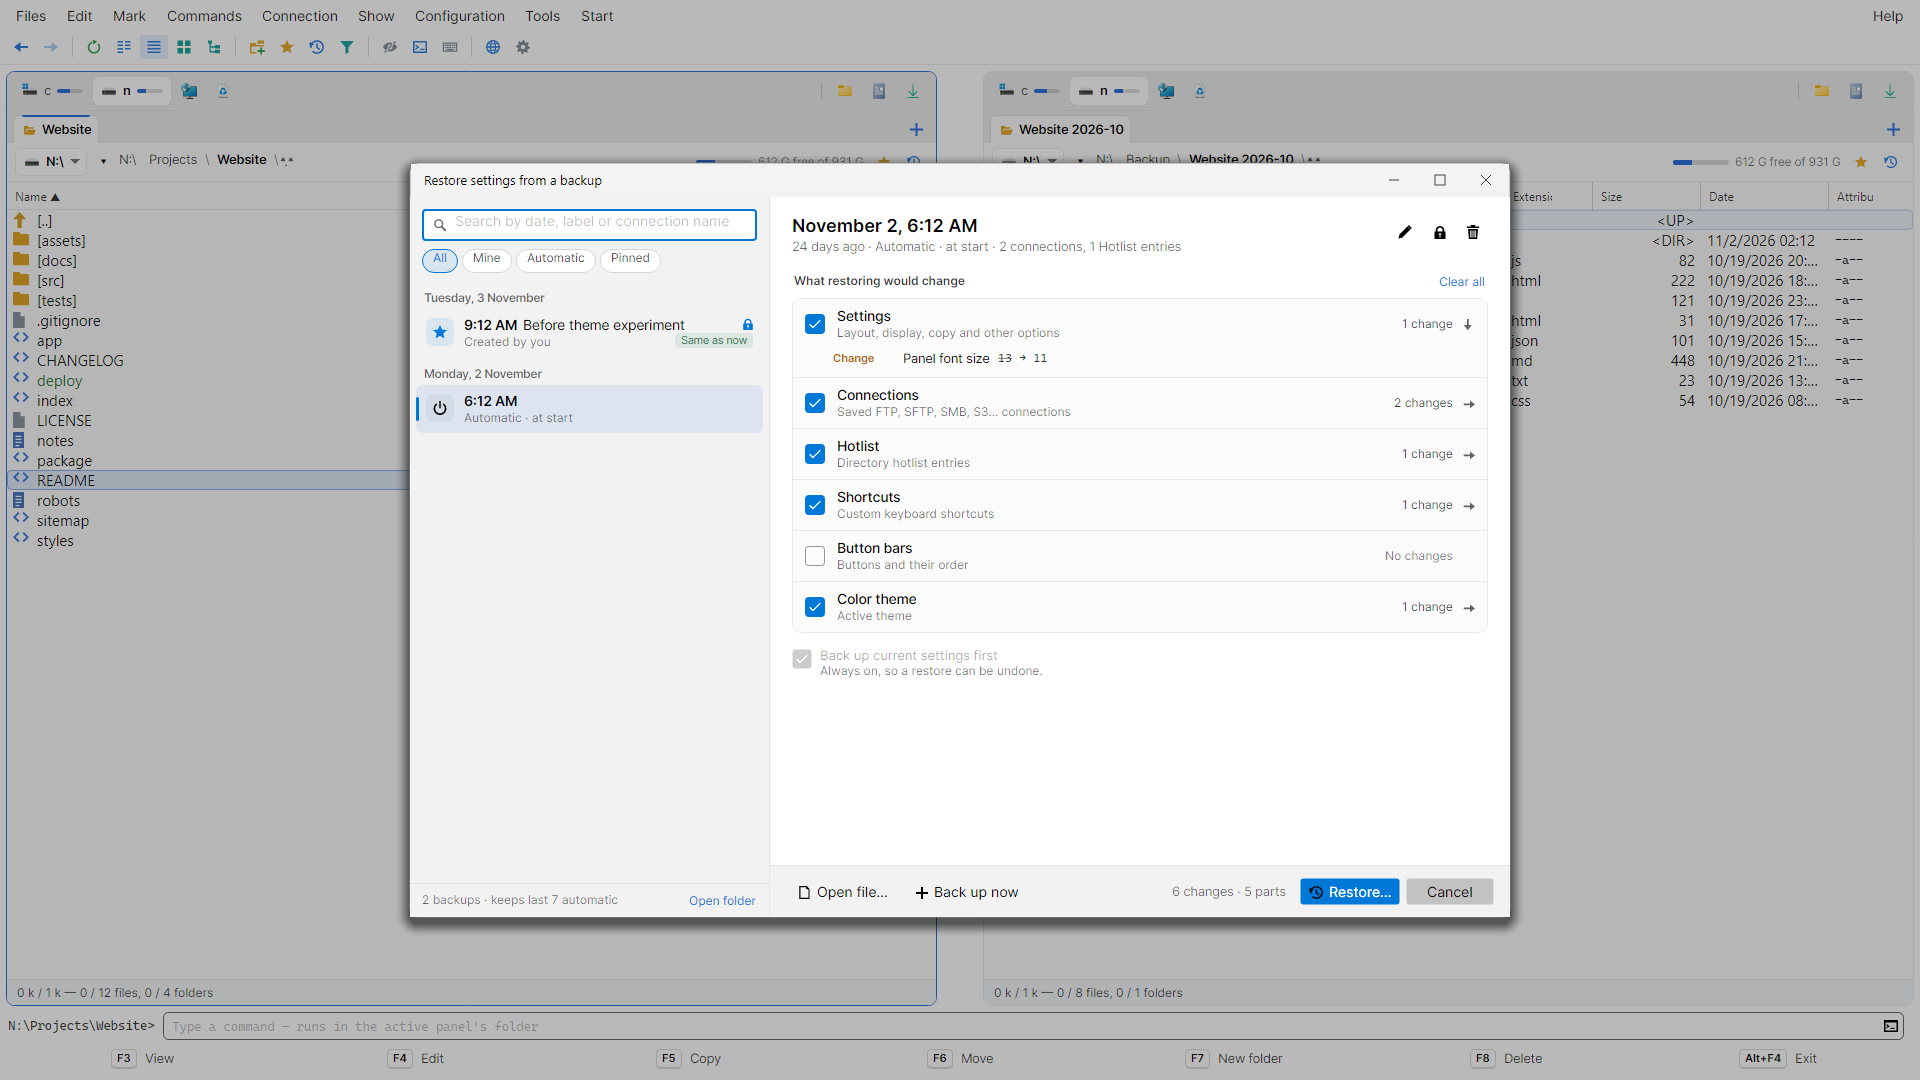 Files Edit Mark Commands Connection Show Configuration Tools Start Help
c n
Website
N:\ N:\ Projects \ Website \*.* 612 G free of 931 G
Name
[..]
[assets]
[docs]
[src]
[tests]
.gitignore
app
CHANGELOG
deploy
index
LICENSE
notes
package
README
robots
sitemap
styles
0 k / 1 k — 0 / 12 files, 0 / 4 folders
c n
Website 2026-10
N:\ N:\ Backup \ Website 2026-10 \ 612 G free of 931 G
Size Date Attribu
<UP>
<DIR> 11/2/2026 02:12 ----
js 82 10/19/2026 20:... -a--
html 222 10/19/2026 18:... -a--
121 10/19/2026 23:... -a--
html 31 10/19/2026 17:... -a--
json 101 10/19/2026 15:... -a--
md 448 10/19/2026 21:... -a--
txt 23 10/19/2026 13:... -a--
css 54 10/19/2026 08:... -a--
0 k / 1 k — 0 / 8 files, 0 / 1 folders
Restore settings from a backup
Search by date, label or connection name
All Mine Automatic Pinned
Tuesday, 3 November
9:12 AM Before theme experiment
Created by you Same as now
Monday, 2 November
6:12 AM
Automatic · at start
2 backups · keeps last 7 automatic Open folder
November 2, 6:12 AM
24 days ago · Automatic · at start · 2 connections, 1 Hotlist entries
What restoring would change Clear all
Settings 1 change
Layout, display, copy and other options
Change Panel font size 13 → 11
Connections 2 changes
Saved FTP, SFTP, SMB, S3... connections
Hotlist 1 change
Directory hotlist entries
Shortcuts 1 change
Custom keyboard shortcuts
Button bars No changes
Buttons and their order
Color theme 1 change
Active theme
Back up current settings first
Always on, so a restore can be undone.
Open file... Back up now 6 changes · 5 parts Restore... Cancel
N:\Projects\Website> Type a command — runs in the active panel's folder
F3 View F4 Edit F5 Copy F6 Move F7 New folder F8 Delete Alt+F4 Exit